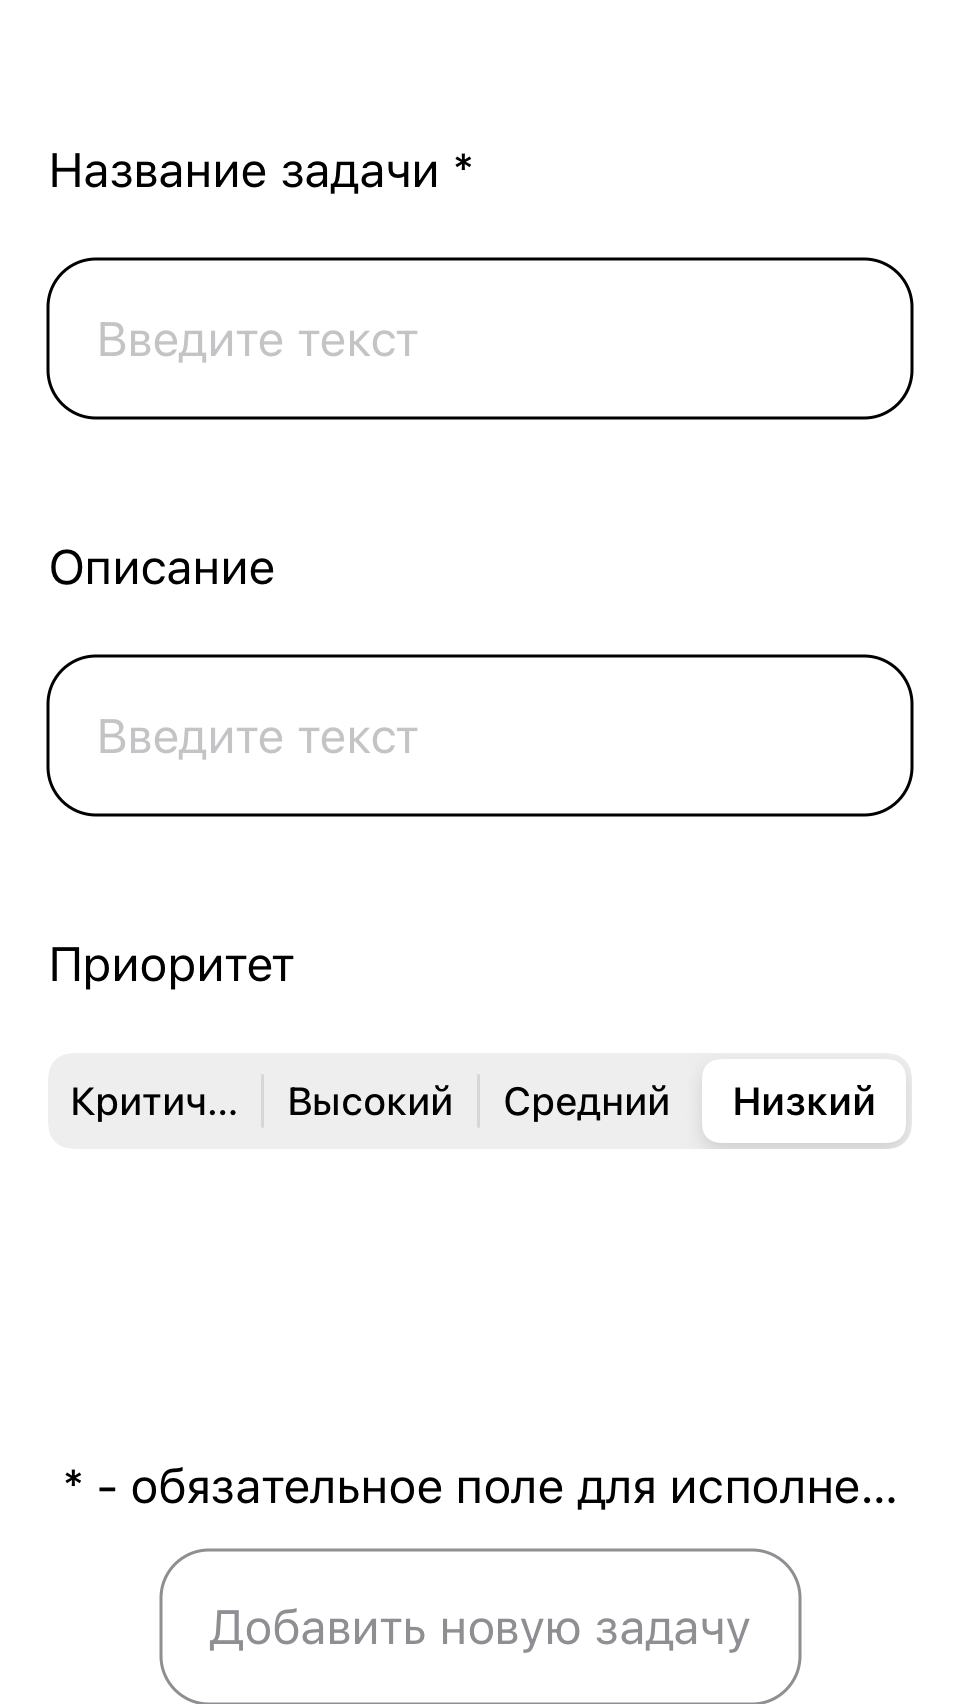 Название задачи *
Введите текст
Описание
Введите текст
Приоритет
Критич... Высокий Средний Низкий
* - обязательное поле для исполне...
Добавить новую задачу